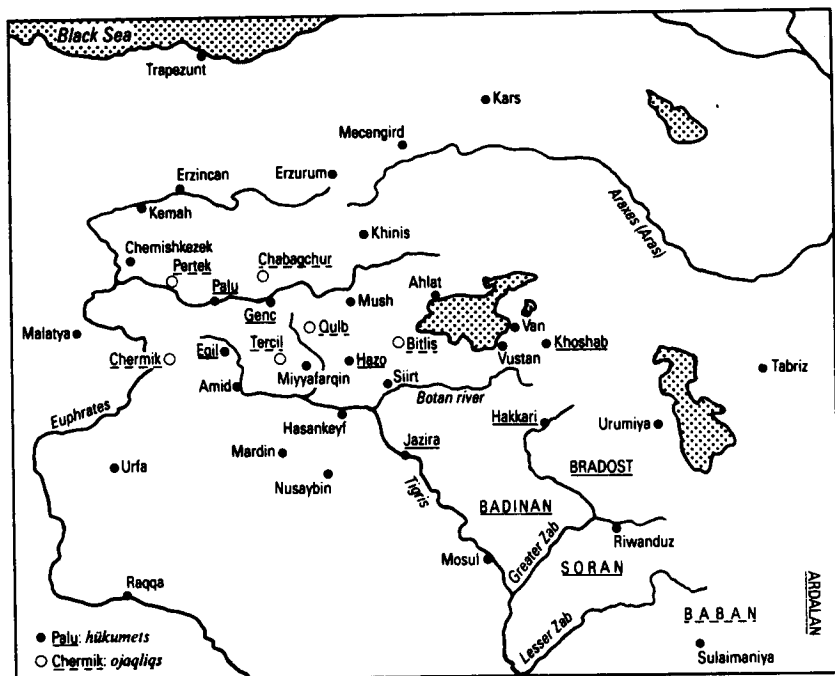 Black Sea
Trapezunt
Kars
Mecengird
Erzincan
Erzurum
Kemah
Araxes (Aras)
Khinis
Chemishkezek
Pertek
Chabagchur
Palu
Genc
Mush
Ahlat
Malatya
Qulb
Van
Khoshab
Chermik
Eqil
Tercil
Bitlis
Vustan
Hazo
Miyyafarqin
Tabriz
Amid
Siirt
Botan river
Euphrates
Hasankeyf
Hakkari
Urumiya
Mardin
Jazira
Urfa
Nusaybin
BRADOST
Tigris
BADINAN
Greater Zab
Riwanduz
Mosul
SORAN
Raqqa
ARDALAN
BABAN
Lesser Zab
Palu: hükumets
Chermik: ojaqliqs
Sulaimaniya